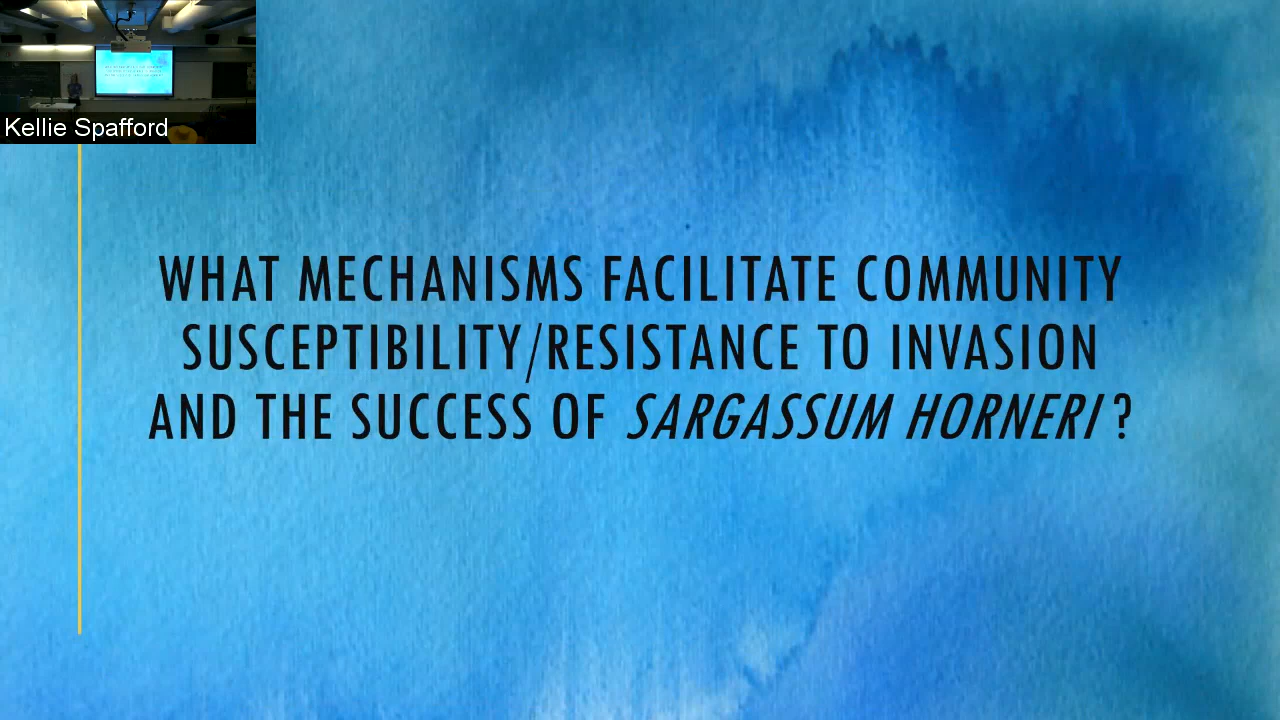 Kellie Spafford
WHAT MECHANISMS FACILITATE COMMUNITY
SUSCEPTIBILITY/RESISTANCE TO INVASION
AND THE SUCCESS OF SARGASSUM HORNERI?